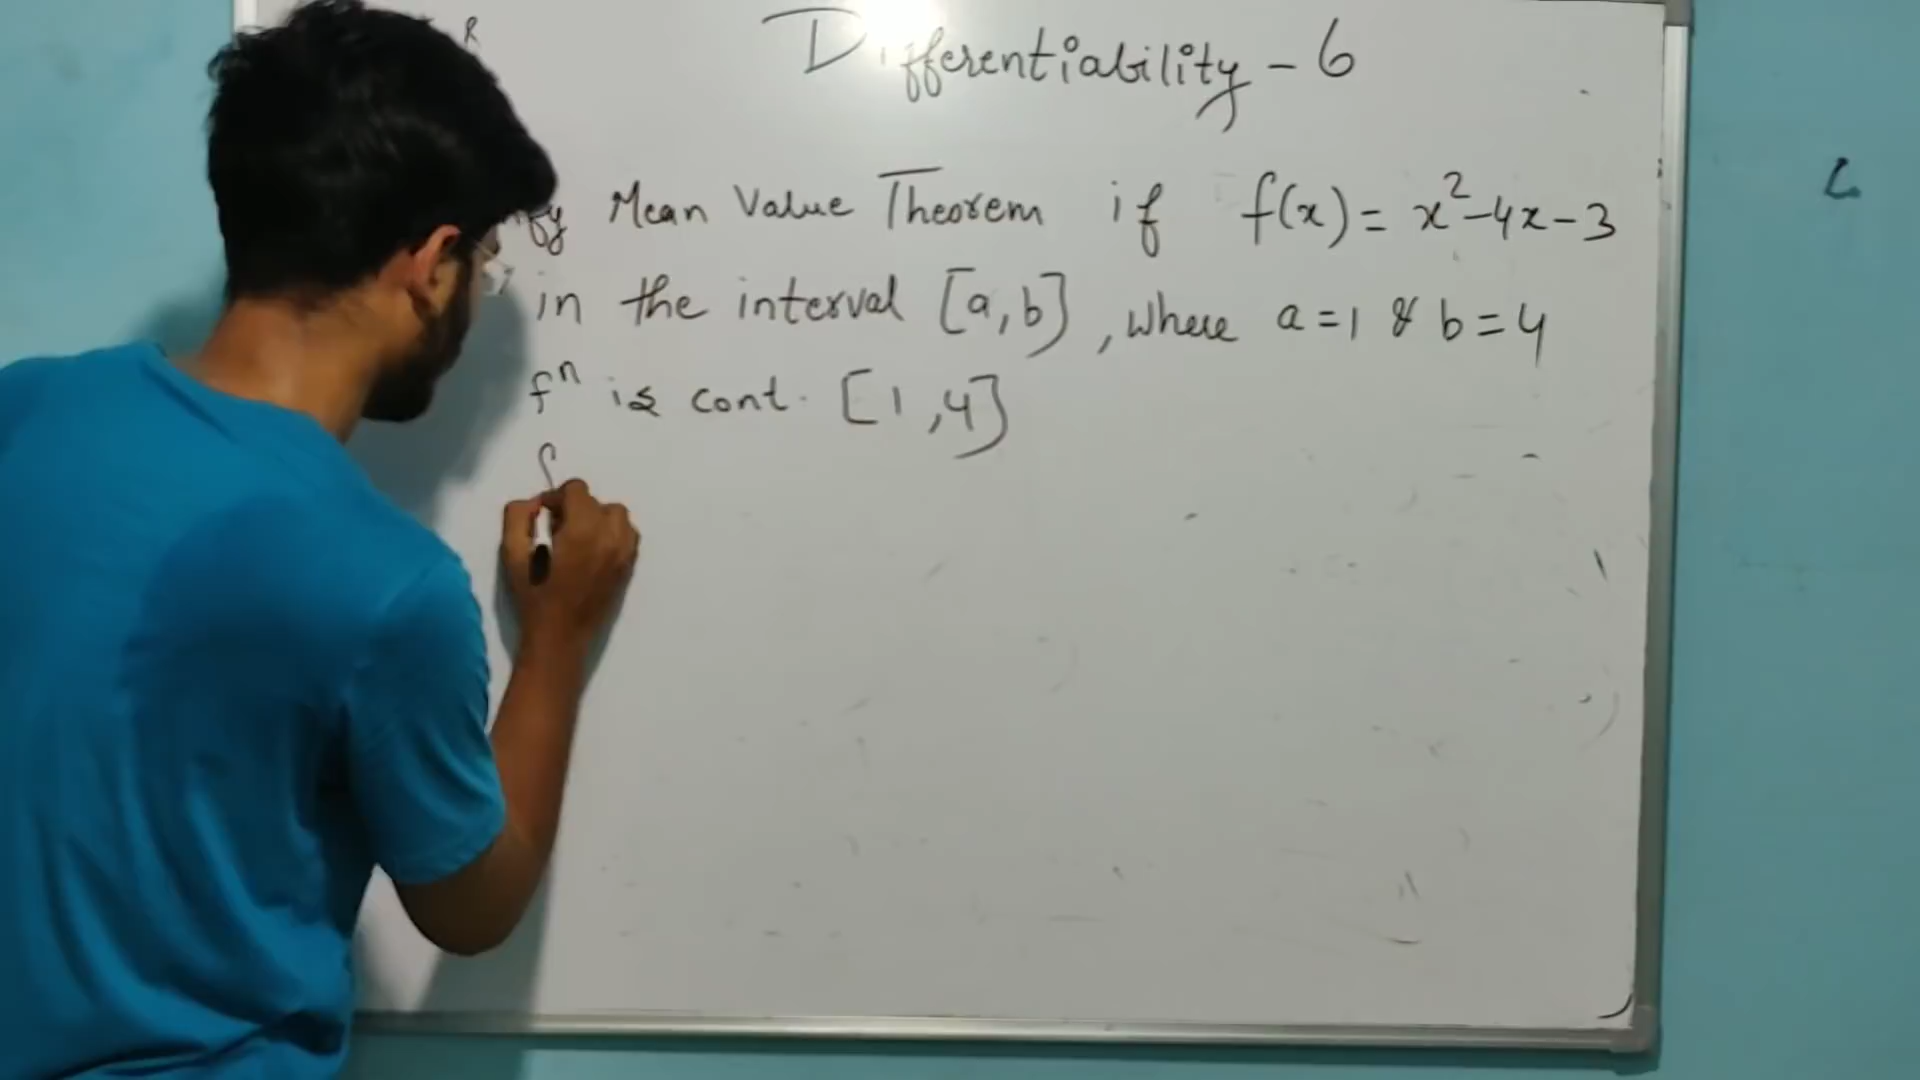 R
Differentiability - 6
Mean Value Theorem if f(x) = x²-4x-3
in the interval [a,b], where a=1 & b=4
fⁿ is cont. [1,4]
f